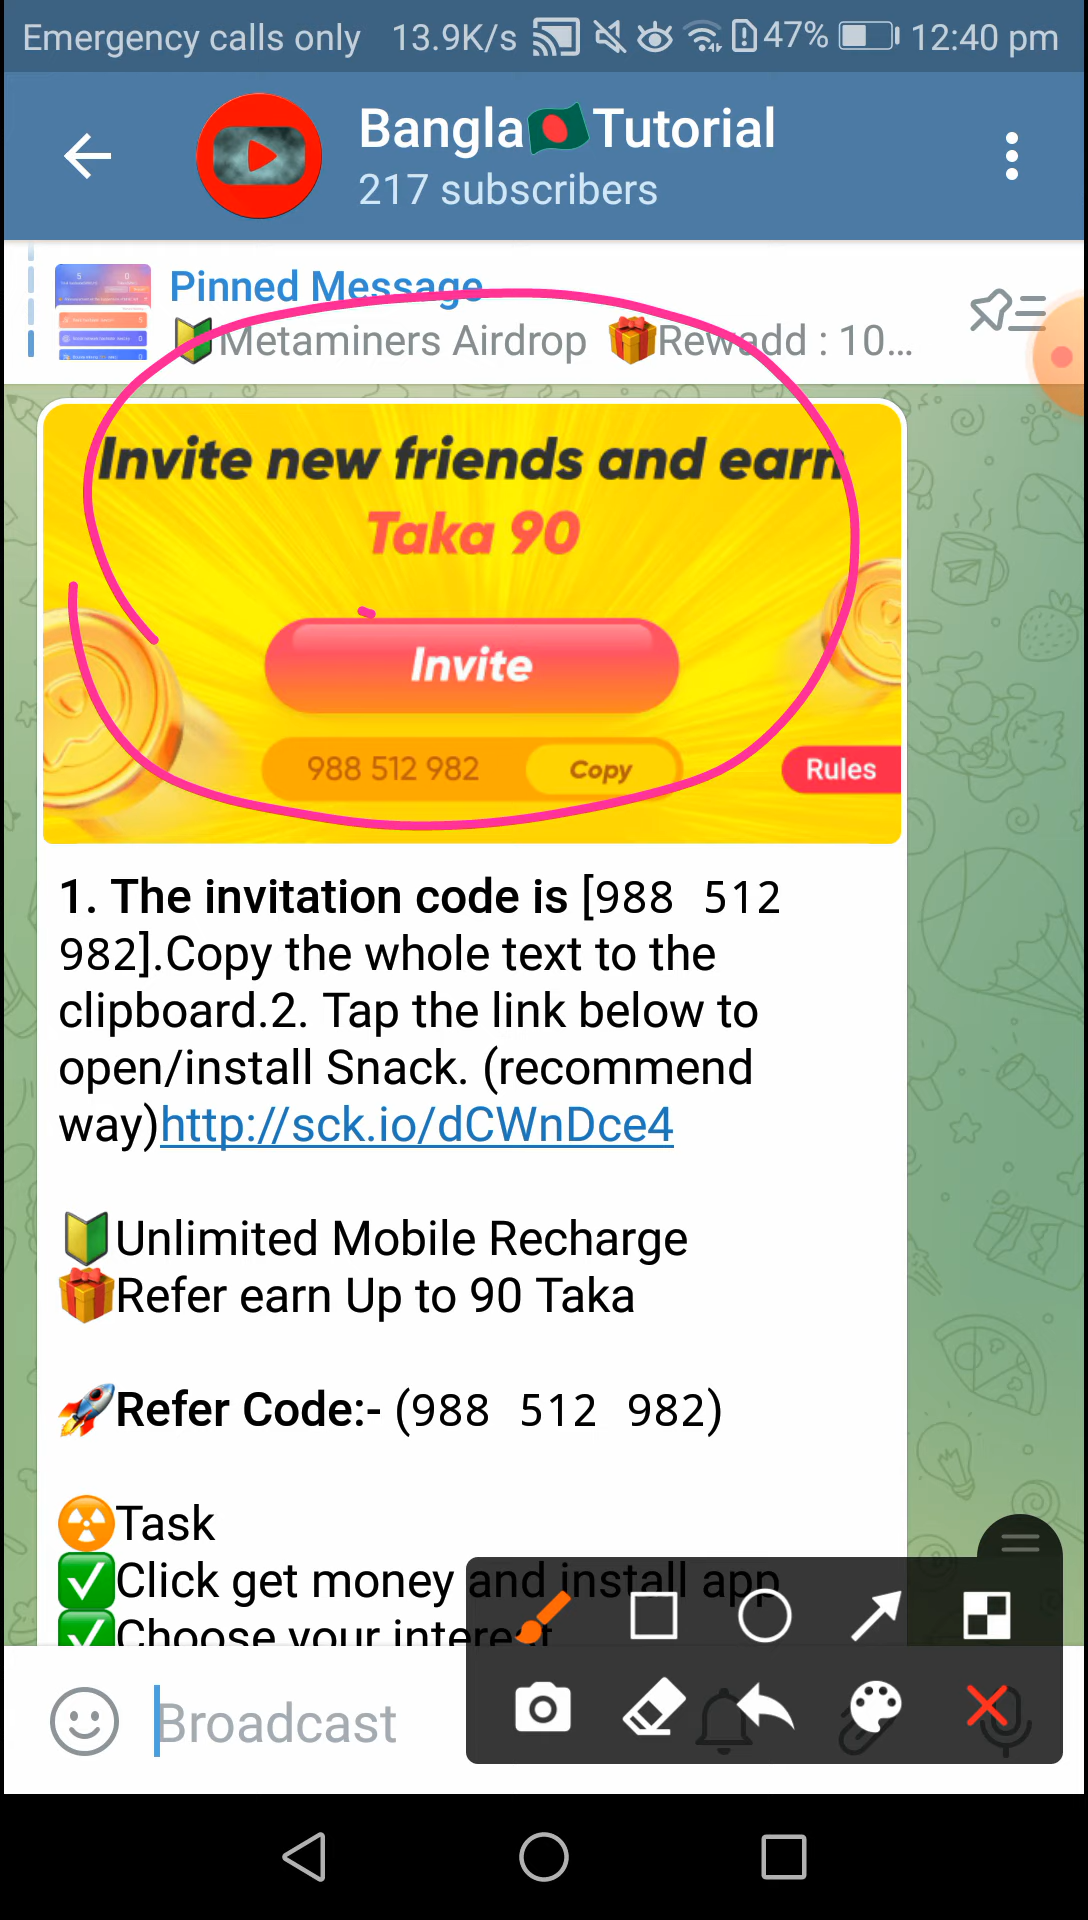 Emergency calls only 13.9K/s 47% 12:40 pm
Bangla🇧🇩Tutorial
217 subscribers
Pinned Message
🔰Metaminers Airdrop 🎁Rewadd : 10...
Invite new friends and earn
Taka 90
Invite
988 512 982 Copy
Rules
1. The invitation code is [988 512
982].Copy the whole text to the
clipboard.2. Tap the link below to
open/install Snack. (recommend
way)http://sck.io/dCWnDce4
🔰Unlimited Mobile Recharge
🎁Refer earn Up to 90 Taka
🚀Refer Code:- (988 512 982)
☢️Task
✅Click get money and install app
✅Choose your interest
Broadcast